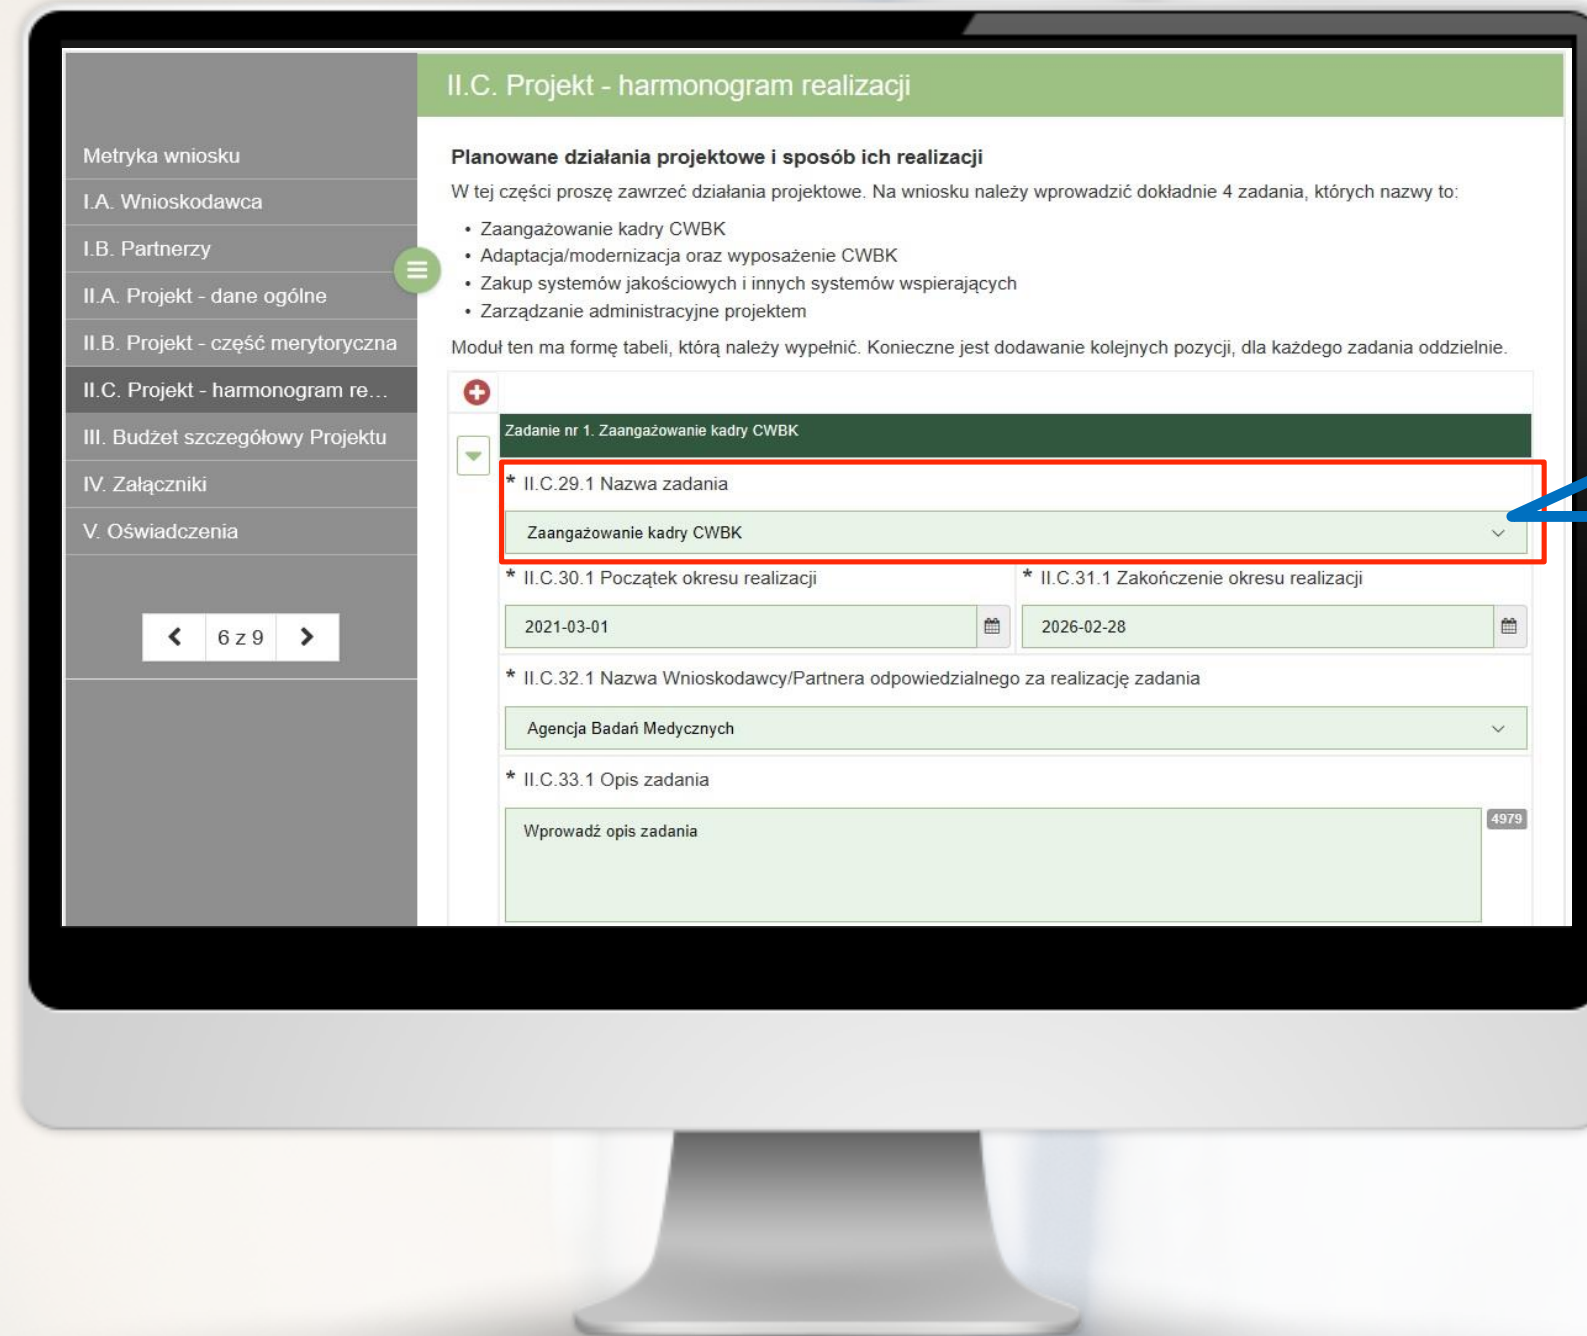 II.C. Projekt - harmonogram realizacji
Metryka wniosku
I.A. Wnioskodawca
I.B. Partnerzy
II.A. Projekt - dane ogólne
II.B. Projekt - część merytoryczna
II.C. Projekt - harmonogram re...
III. Budżet szczegółowy Projektu
IV. Załączniki
V. Oświadczenia
6 z 9
Planowane działania projektowe i sposób ich realizacji
W tej części proszę zawrzeć działania projektowe. Na wniosku należy wprowadzić dokładnie 4 zadania, których nazwy to:
• Zaangażowanie kadry CWBK
• Adaptacja/modernizacja oraz wyposażenie CWBK
• Zakup systemów jakościowych i innych systemów wspierających
• Zarządzanie administracyjne projektem
Moduł ten ma formę tabeli, którą należy wypełnić. Konieczne jest dodawanie kolejnych pozycji, dla każdego zadania oddzielnie.
Zadanie nr 1. Zaangażowanie kadry CWBK
* II.C.29.1 Nazwa zadania
Zaangażowanie kadry CWBK
* II.C.30.1 Początek okresu realizacji
* II.C.31.1 Zakończenie okresu realizacji
2021-03-01
2026-02-28
* II.C.32.1 Nazwa Wnioskodawcy/Partnera odpowiedzialnego za realizację zadania
Agencja Badań Medycznych
* II.C.33.1 Opis zadania
Wprowadź opis zadania
4979